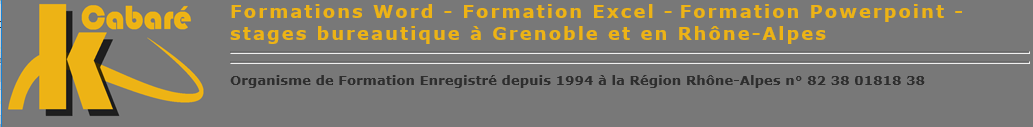 Cabaré
Formations Word - Formation Excel - Formation Powerpoint -
stages bureautique à Grenoble et en Rhône-Alpes
Organisme de Formation Enregistré depuis 1994 à la Région Rhône-Alpes n° 82 38 01818 38